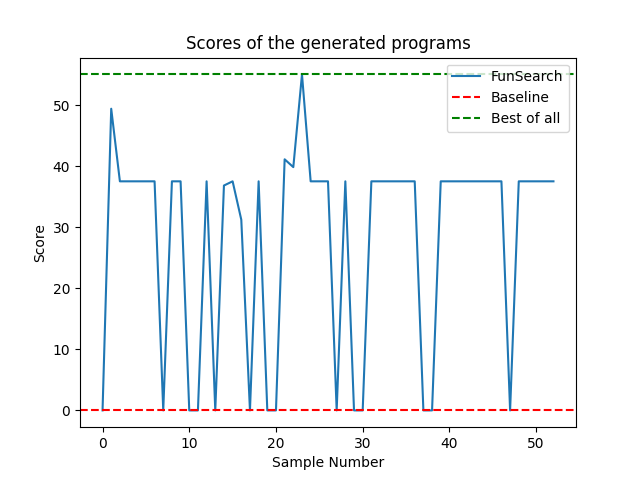 Scores of the generated programs
FunSearch
Baseline
Best of all
Score
50
40
30
20
10
0
0 10 20 30 40 50
Sample Number